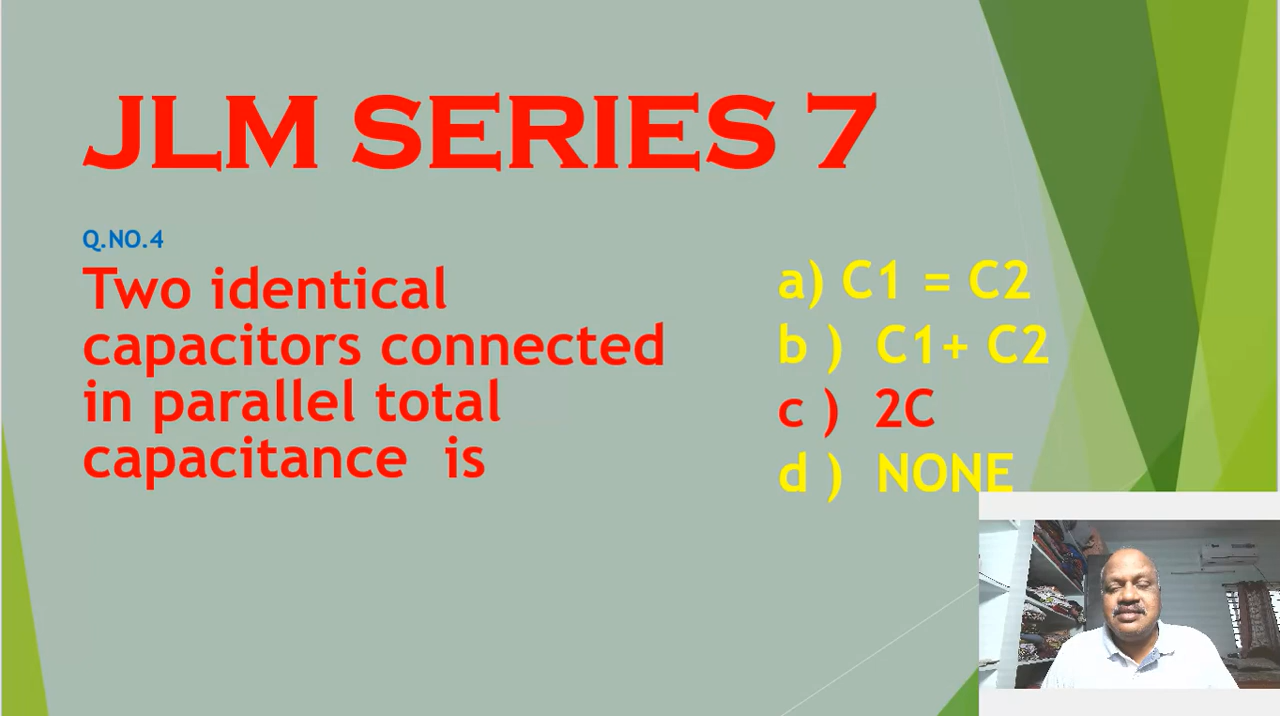 JLM SERIES 7
Q.NO.4
Two identical
capacitors connected
in parallel total
capacitance is
a) C1 = C2
b ) C1+ C2
c ) 2C
d ) NONE